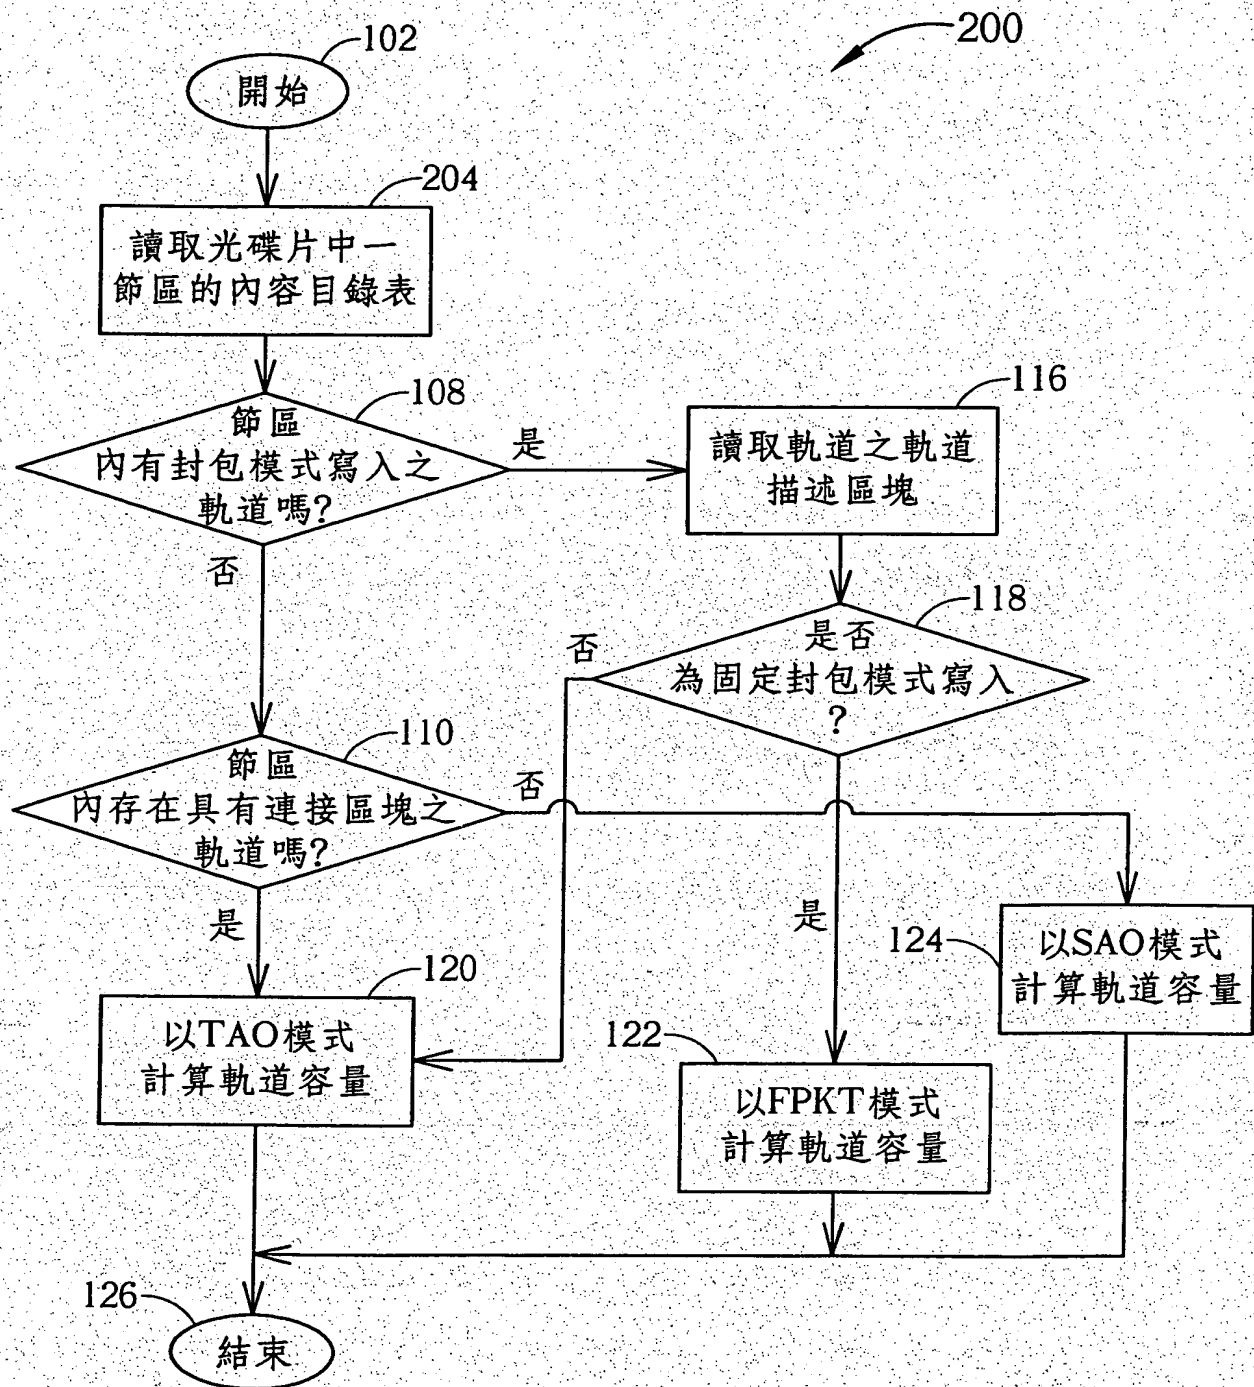 200
102
開始
204
讀取光碟片中一
節區的內容目錄表
108
節區
內有封包模式寫入之
軌道嗎?
是
116
讀取軌道之軌道
描述區塊
否
118
是否
為固定封包模式寫入
?
否
110
節區
內存在具有連接區塊之
軌道嗎?
否
是
是
120
以TAO模式
計算軌道容量
124
以SAO模式
計算軌道容量
122
以FPKT模式
計算軌道容量
126
結束